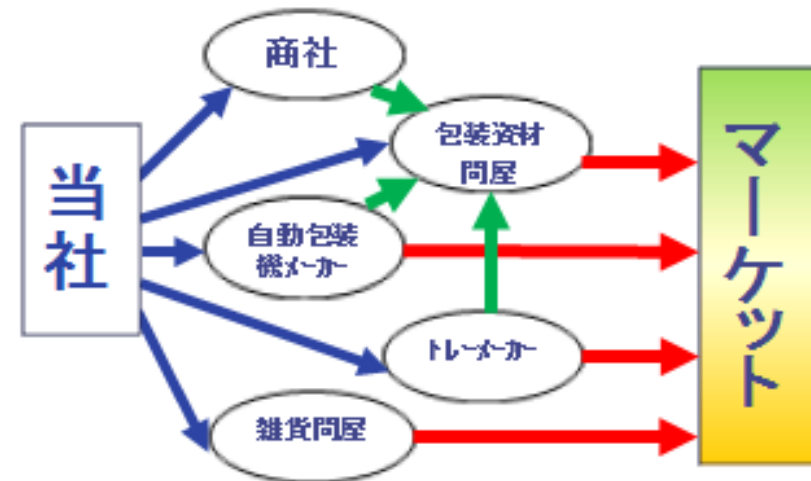 商社
包装資材
問屋
当社
自動包装
機メーカー
トレーメーカー
雑貨問屋
マーケット